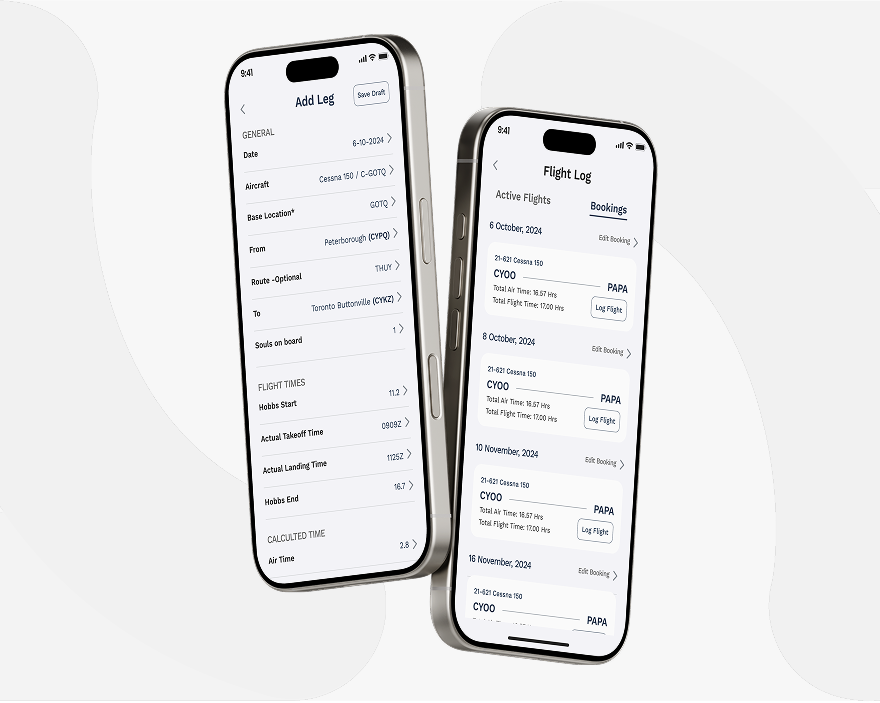 9:41
Add Leg
Save Draft
GENERAL
Date 6-10-2024
Aircraft Cessna 150 / C-GOTQ
Base Location* GOTQ
From Peterborough (CYPQ)
Route -Optional THUY
To Toronto Buttonville (CYKZ)
Souls on board 1
FLIGHT TIMES
Hobbs Start 11.2
Actual Takeoff Time 0909Z
Actual Landing Time 1125Z
Hobbs End 16.7
CALCULTED TIME
Air Time 2.8
9:41
Flight Log
Active Flights Bookings
6 October, 2024 Edit Booking
21-621 Cessna 150
CYOO PAPA
Total Air Time: 16.57 Hrs
Total Flight Time: 17.00 Hrs
Log Flight
8 October, 2024 Edit Booking
21-621 Cessna 150
CYOO PAPA
Total Air Time: 16.57 Hrs
Total Flight Time: 17.00 Hrs
Log Flight
10 November, 2024 Edit Booking
21-621 Cessna 150
CYOO PAPA
Total Air Time: 16.57 Hrs
Total Flight Time: 17.00 Hrs
Log Flight
16 November, 2024 Edit Booking
21-621 Cessna 150
CYOO PAPA